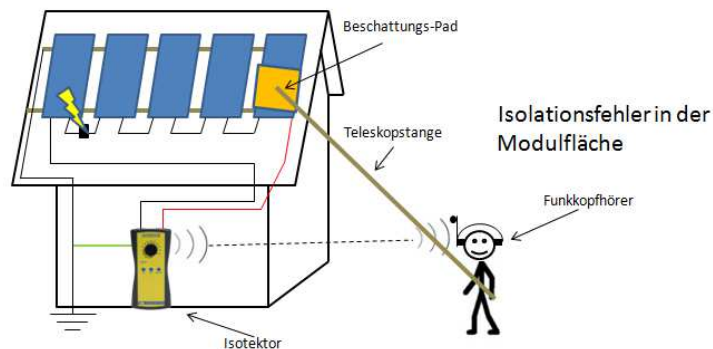 Beschattungs-Pad
Teleskopstange
Isolationsfehler in der
Modulfläche
Funkkopfhörer
Isotektor